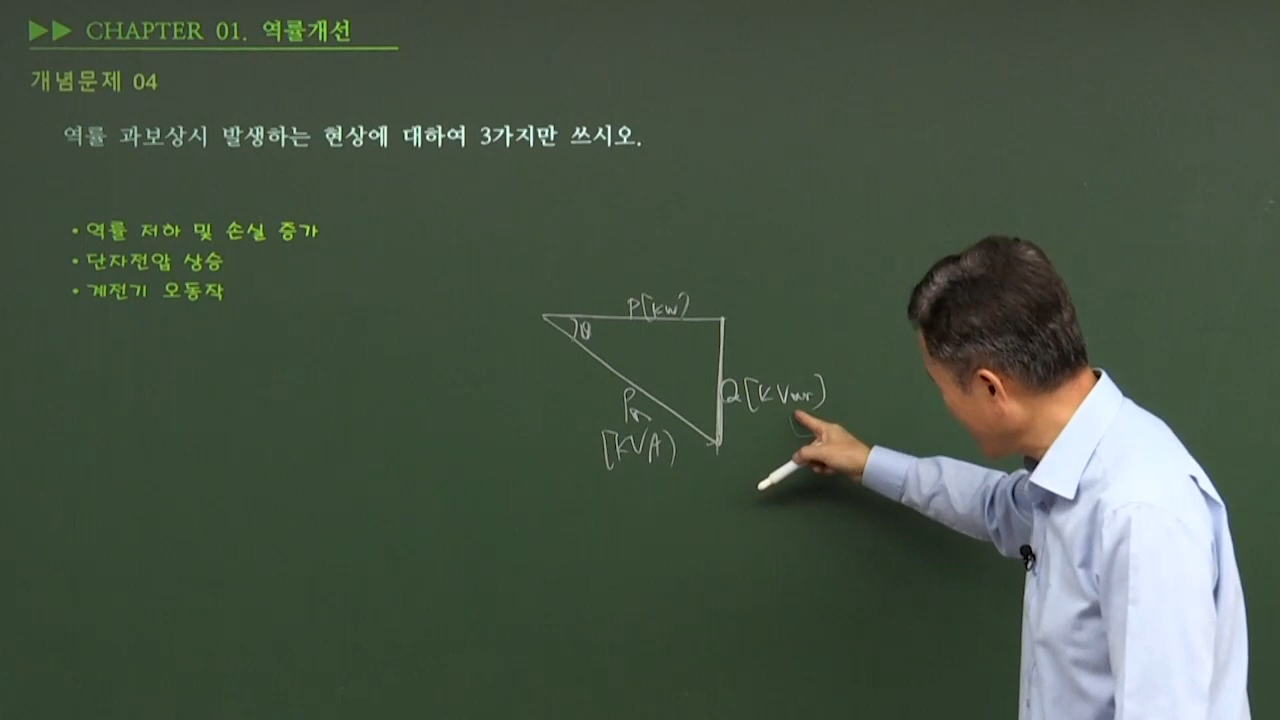 ▶▶ CHAPTER 01. 역률개선
개념문제 04
역률 과보상시 발생하는 현상에 대하여 3가지만 쓰시오.
• 역률 저하 및 손실 증가
• 단자전압 상승
• 계전기 오동작
P[kW]
θ
Q[KVar]
Pa
[KVA]